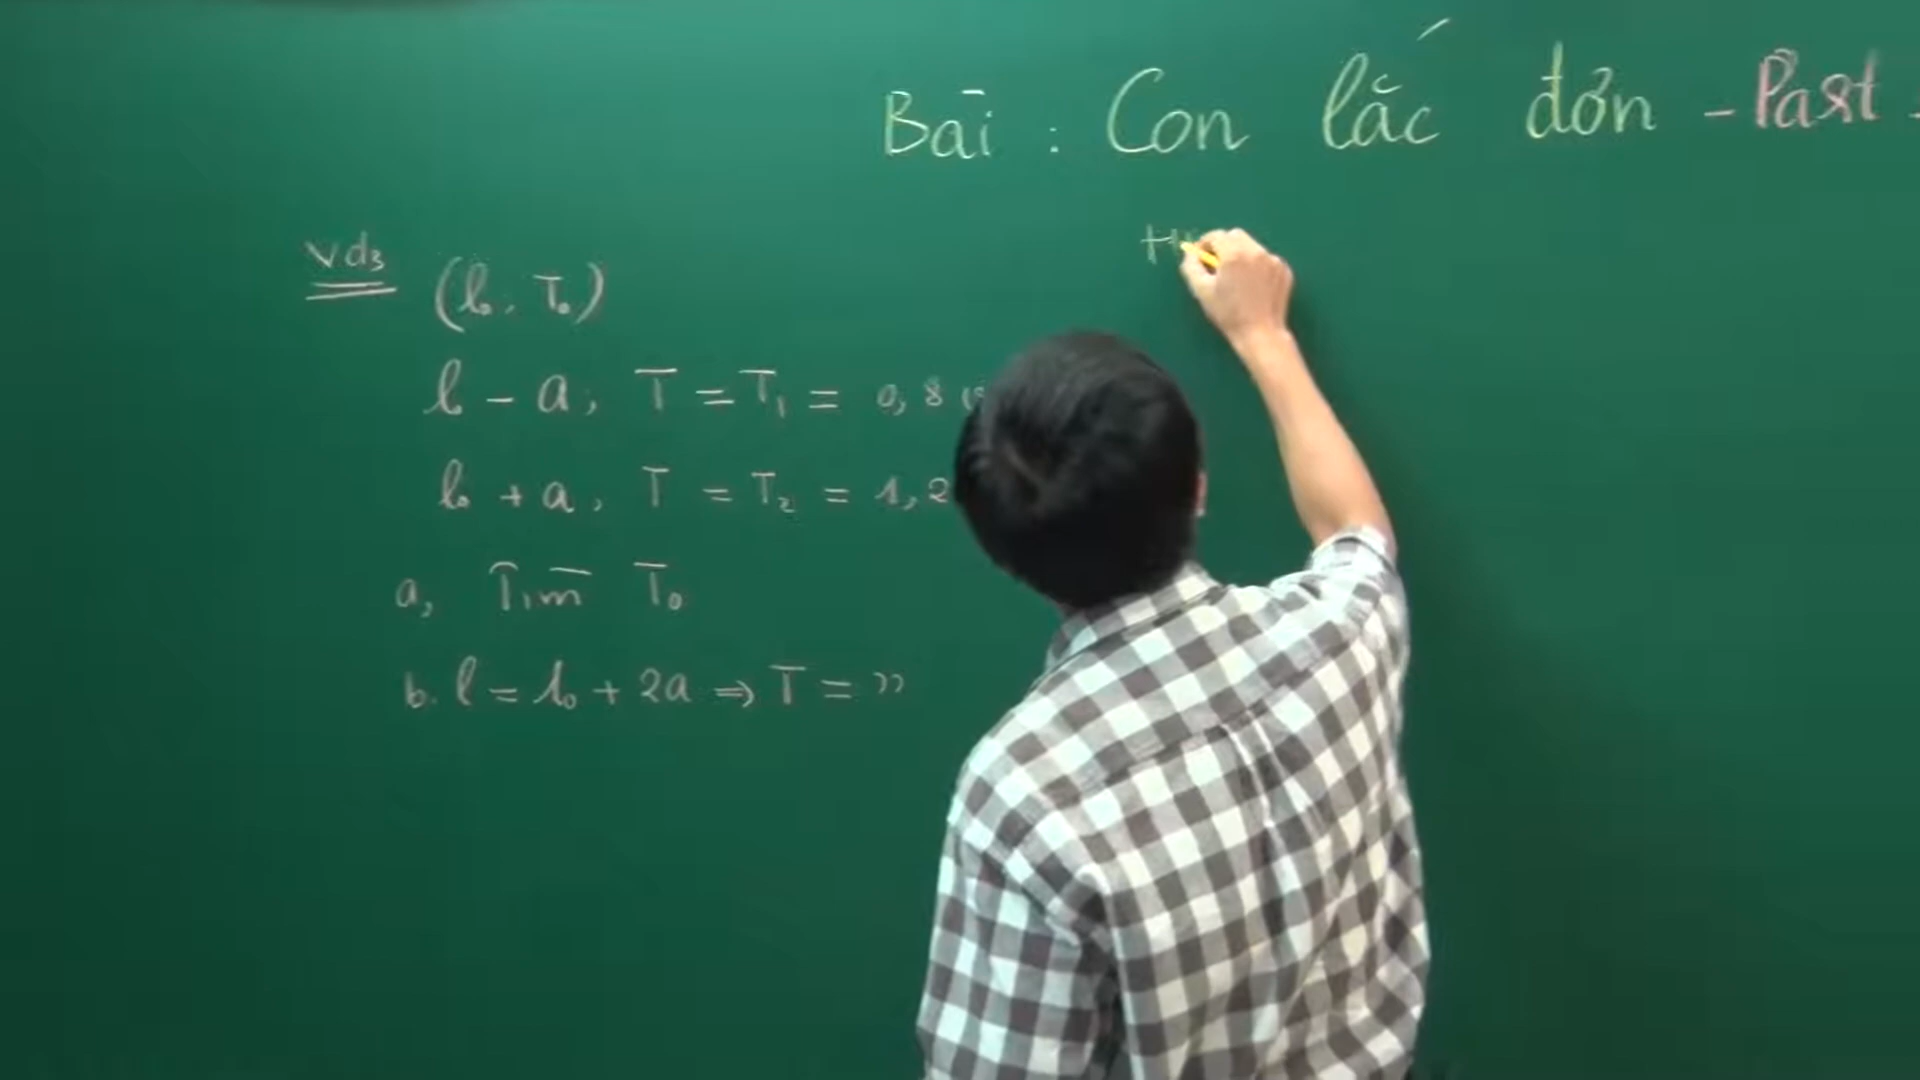 Bài : Con lắc đơn - Part
Vd3
(l₀, T₀)
l - a, T = T₁ = 0,8
l₀ + a, T = T₂ = 1,2
a, Tìm T₀
b. l = l₀ + 2a ⇒ T = ??